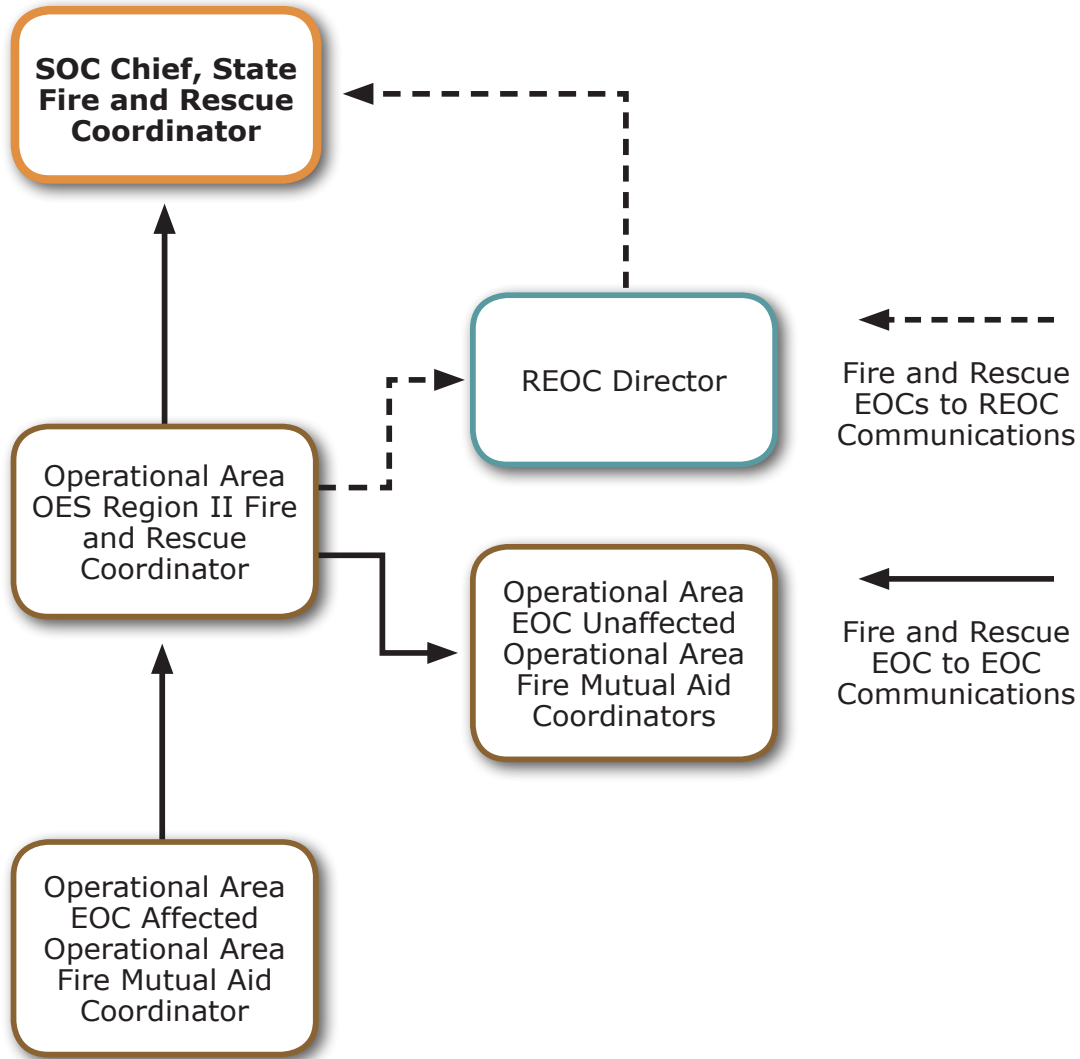 SOC Chief, State
Fire and Rescue
Coordinator
REOC Director
Fire and Rescue
EOCs to REOC
Communications
Operational Area
OES Region II Fire
and Rescue
Coordinator
Operational Area
EOC Unaffected
Operational Area
Fire Mutual Aid
Coordinators
Fire and Rescue
EOC to EOC
Communications
Operational Area
EOC Affected
Operational Area
Fire Mutual Aid
Coordinator